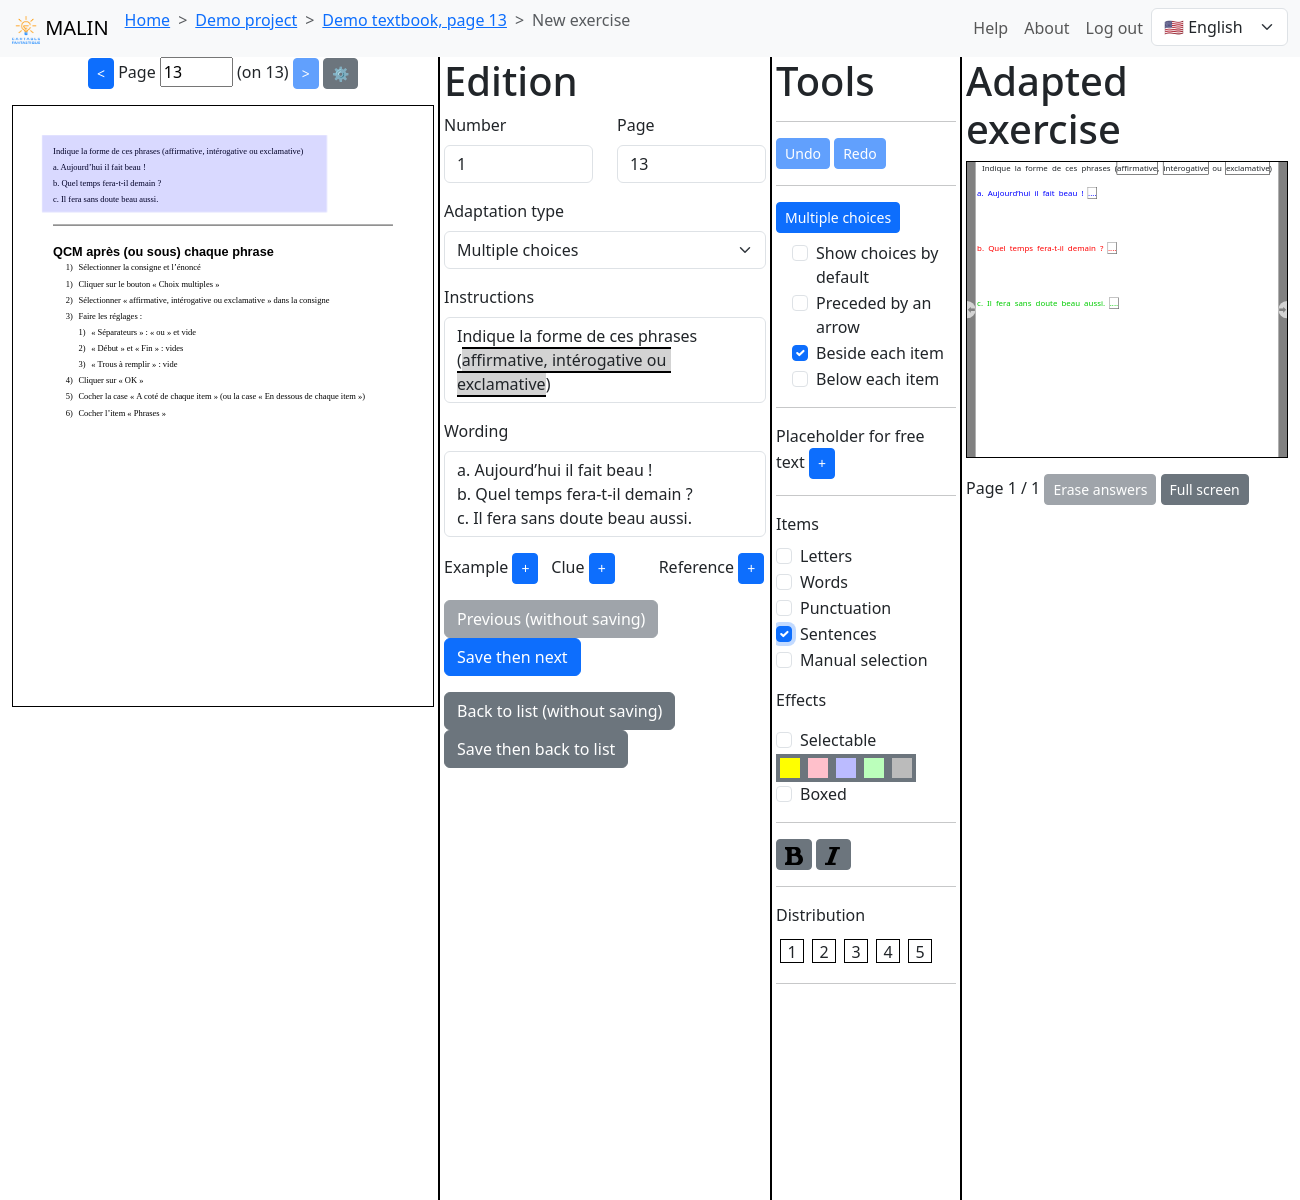 MALIN
Home > Demo project > Demo textbook, page 13 > New exercise
Help About Log out 🇺🇸 English
< Page 13 (on 13) > ⚙️
Indique la forme de ces phrases (affirmative, intérogative ou exclamative)
a. Aujourd’hui il fait beau !
b. Quel temps fera-t-il demain ?
c. Il fera sans doute beau aussi.
QCM après (ou sous) chaque phrase
1) Sélectionner la consigne et l’énoncé
1) Cliquer sur le bouton « Choix multiples »
2) Sélectionner « affirmative, intérogative ou exclamative » dans la consigne
3) Faire les réglages :
1) « Séparateurs » : « ou » et vide
2) « Début » et « Fin » : vides
3) « Trous à remplir » : vide
4) Cliquer sur « OK »
5) Cocher la case « A coté de chaque item » (ou la case « En dessous de chaque item »)
6) Cocher l’item « Phrases »
Edition
Number Page
1 13
Adaptation type
Multiple choices
Instructions
Indique la forme de ces phrases
(affirmative, intérogative ou
exclamative)
Wording
a. Aujourd’hui il fait beau !
b. Quel temps fera-t-il demain ?
c. Il fera sans doute beau aussi.
Example + Clue + Reference +
Previous (without saving)
Save then next
Back to list (without saving)
Save then back to list
Tools
Undo Redo
Multiple choices
Show choices by
default
Preceded by an
arrow
Beside each item
Below each item
Placeholder for free
text +
Items
Letters
Words
Punctuation
Sentences
Manual selection
Effects
Selectable
Boxed
B I
Distribution
1 2 3 4 5
Adapted
exercise
Indique la forme de ces phrases (affirmative, intérogative ou exclamative)
a. Aujourd’hui il fait beau ! ....
b. Quel temps fera-t-il demain ? ....
c. Il fera sans doute beau aussi. ....
Page 1 / 1 Erase answers Full screen